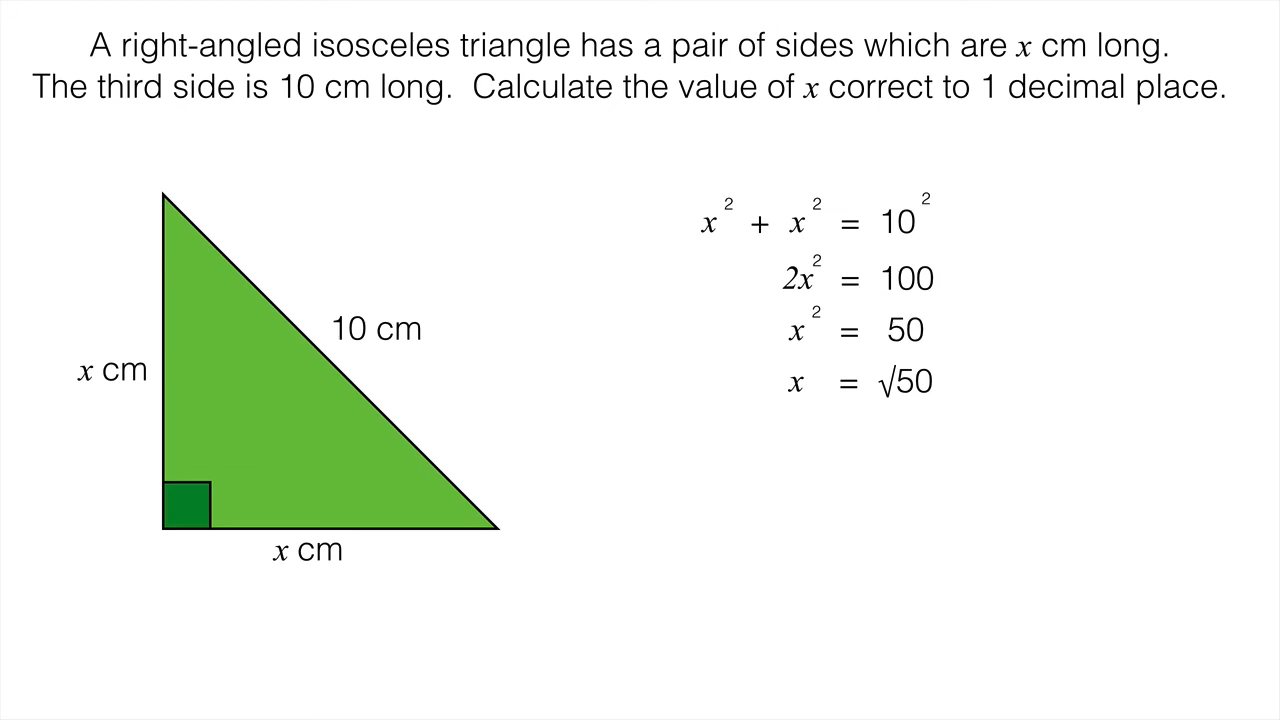 A right-angled isosceles triangle has a pair of sides which are x cm long.
The third side is 10 cm long. Calculate the value of x correct to 1 decimal place.
x² + x² = 10²
2x² = 100
10 cm
x² = 50
x cm
x = √50
x cm